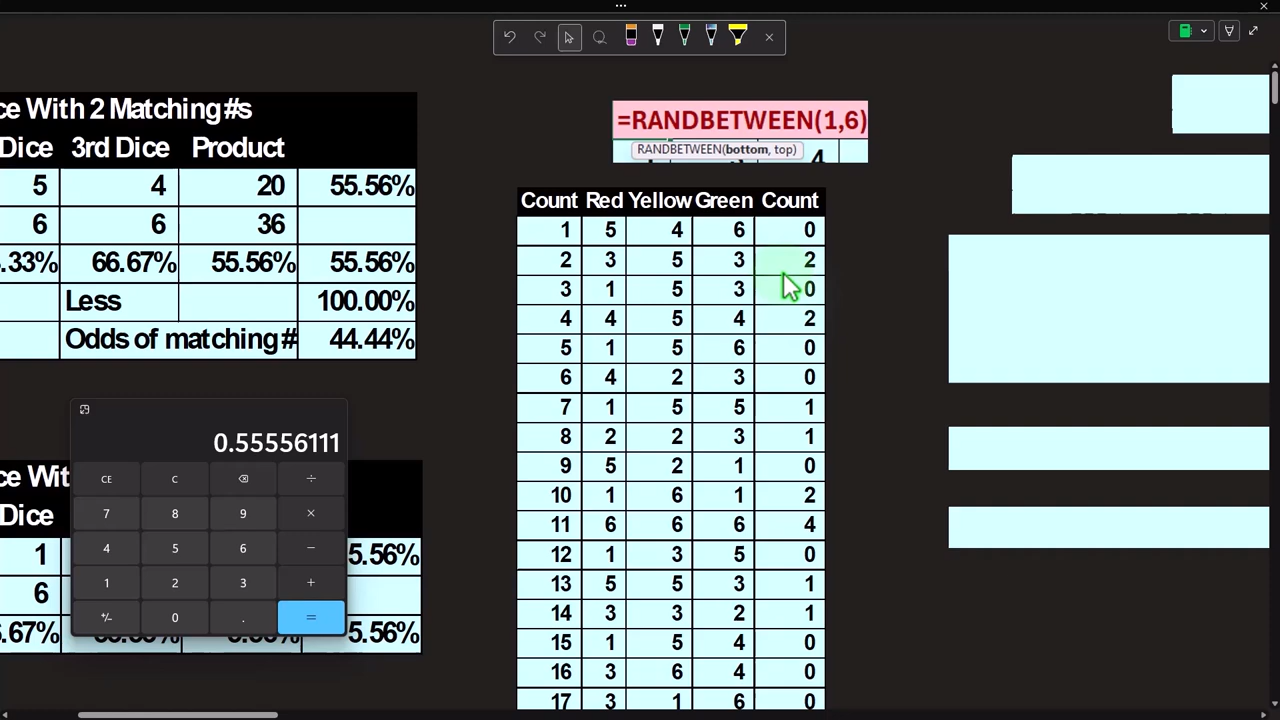 ce With 2 Matching #s
Dice 3rd Dice Product
5 4 20 55.56%
6 6 36
.33% 66.67% 55.56% 55.56%
Less 100.00%
Odds of matching # 44.44%
=RANDBETWEEN(1,6)
RANDBETWEEN(bottom, top)
Count Red Yellow Green Count
1 5 4 6 0
2 3 5 3 2
3 1 5 3 0
4 4 5 4 2
5 1 5 6 0
6 4 2 3 0
7 1 5 5 1
8 2 2 3 1
9 5 2 1 0
10 1 6 1 2
11 6 6 6 4
12 1 3 5 0
13 5 5 3 1
14 3 3 2 1
15 1 5 4 0
16 3 6 4 0
17 3 1 6 0
0.55556111
CE C ÷
7 8 9 ×
4 5 6 −
1 2 3 +
+/− 0 . =
ce Wit
Dice
1 5.56%
6
6.67% 5.56%